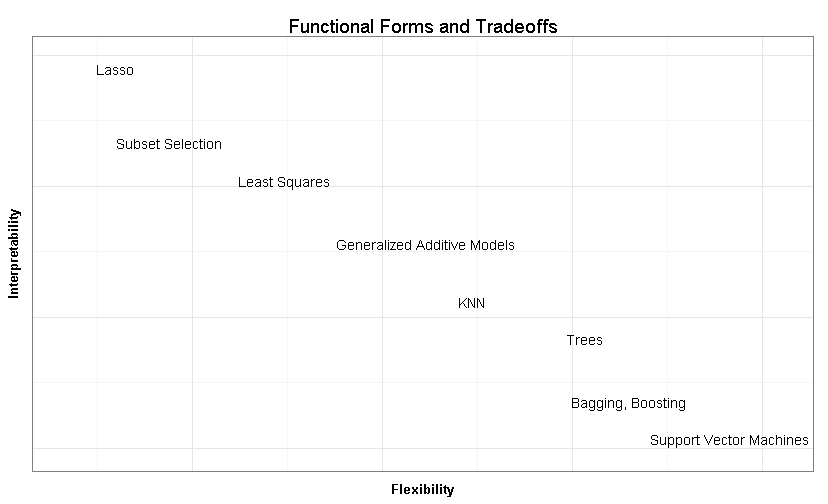 Functional Forms and Tradeoffs
Lasso
Subset Selection
Least Squares
Generalized Additive Models
KNN
Trees
Bagging, Boosting
Support Vector Machines
Interpretability
Flexibility